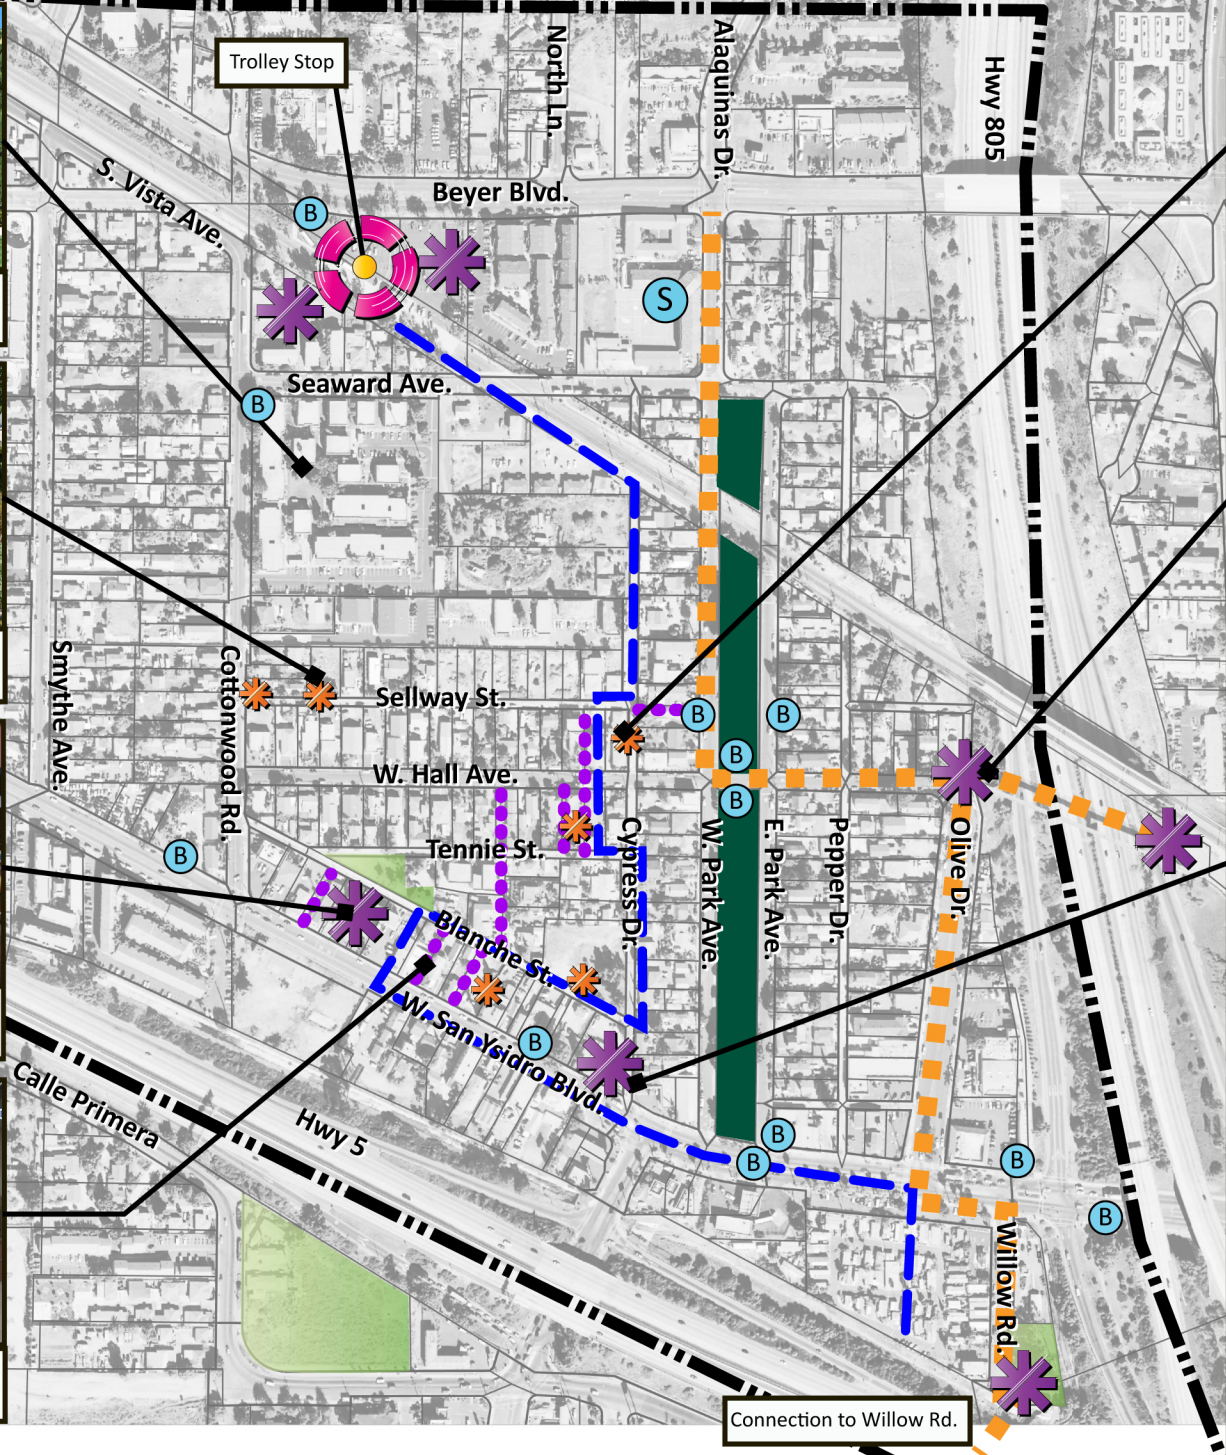 North Ln.
Alaquinas Dr.
Trolley Stop
Hwy 805
S. Vista Ave.
Beyer Blvd.
B
S
Seaward Ave.
B
Smythe Ave.
Cottonwood Rd.
Sellway St.
B
B
B
W. Hall Ave.
B
Tennie St.
Cypress Dr.
W. Park Ave.
E. Park Ave.
Pepper Dr.
Olive Dr.
B
Blanche St.
W. San Ysidro Blvd.
B
Calle Primera
Hwy 5
B
B
B
B
Willow Rd.
Connection to Willow Rd.